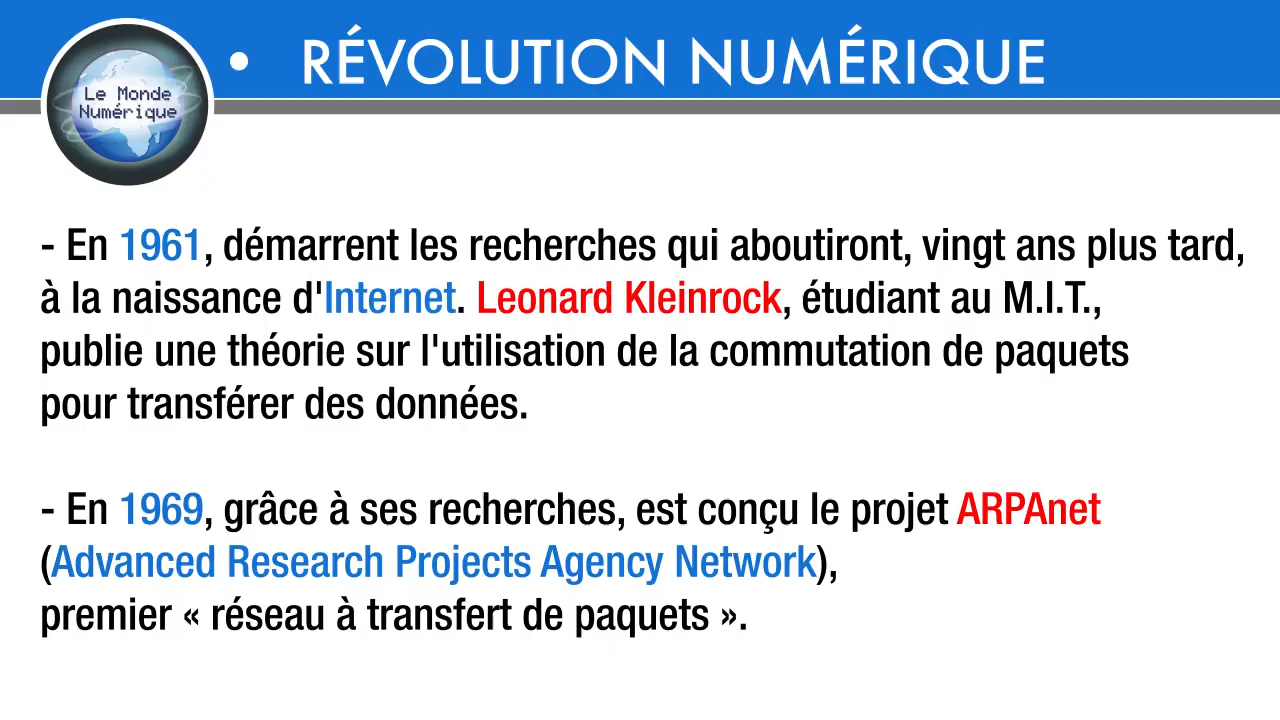 Le Monde
Numérique
• RÉVOLUTION NUMÉRIQUE
- En 1961, démarrent les recherches qui aboutiront, vingt ans plus tard,
à la naissance d'Internet. Leonard Kleinrock, étudiant au M.I.T.,
publie une théorie sur l'utilisation de la commutation de paquets
pour transférer des données.
- En 1969, grâce à ses recherches, est conçu le projet ARPAnet
(Advanced Research Projects Agency Network),
premier « réseau à transfert de paquets ».